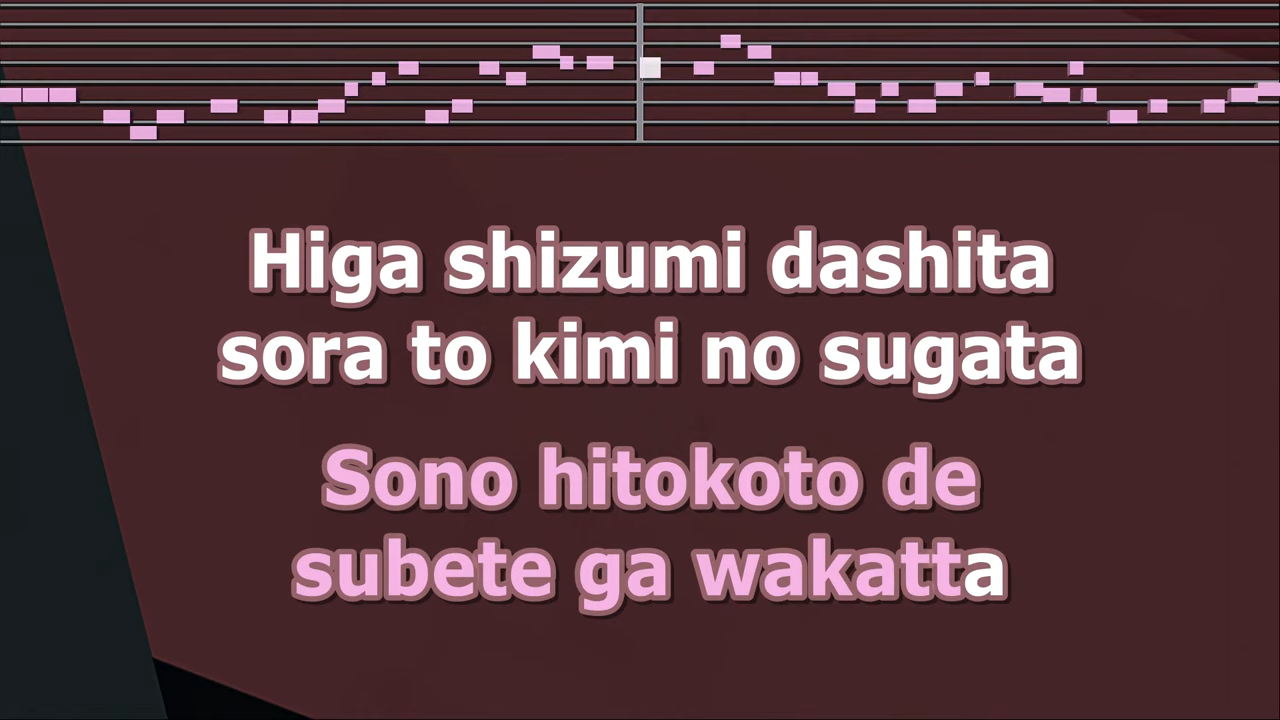 Higa shizumi dashita
sora to kimi no sugata
Sono hitokoto de
subete ga wakatta